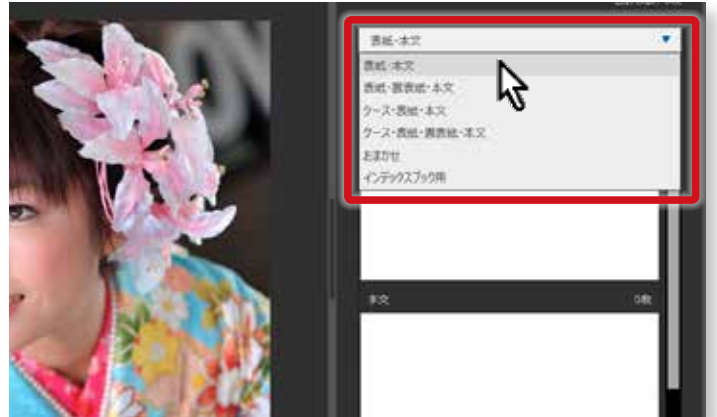 表紙・本文
表紙・本文
表紙・裏表紙・本文
ケース・表紙・本文
ケース・表紙・裏表紙・本文
おまかせ
インデックスブック用
本文 0枚